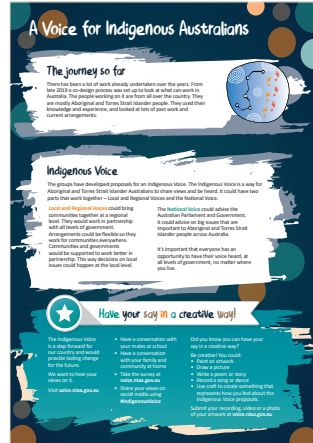 A Voice for Indigenous Australians
The journey so far
There has been a lot of work already undertaken over the years. From
late 2019 a co-design process was set up to look at what can work in
Australia. The people working on it are from all over the country. They
are mostly Aboriginal and Torres Strait Islander people. They used their
knowledge and experience, and looked at lots of past work and
current arrangements.
Indigenous Voice
The groups have developed proposals for an Indigenous Voice. The Indigenous Voice is a way for
Aboriginal and Torres Strait Islander Australians to share views and be heard. It could have two
parts that work together – Local and Regional Voices and the National Voice.
Local and Regional Voices could bring
communities together at a regional
level. They would work in partnership
with all levels of government.
Arrangements could be flexible so they
work for communities everywhere.
Communities and governments
would be supported to work better in
partnership. This way decisions on local
issues could happen at the local level.
The National Voice could advise the
Australian Parliament and Government.
It could advise on big issues that are
important to Aboriginal and Torres Strait
Islander people across Australia.
It's important that everyone has an
opportunity to have their voice heard, at
all levels of government, no matter where
you live.
Have your say in a creative way!
The Indigenous Voice
is a step forward for
our country and would
provide lasting change
for the future.
We want to hear your
views on it.
Visit voice.niaa.gov.au
• Have a conversation with
your mates at school
• Have a conversation
with your family and
community at home
• Take the survey at
voice.niaa.gov.au
• Share your views on
social media using
#IndigenousVoice
Did you know you can have your
say in a creative way?
Be creative! You could:
• Paint an artwork
• Draw a picture
• Write a poem or story
• Record a song or dance
• Use craft to create something that
represents how you feel about the
Indigenous Voice proposals.
Submit your recording, video or a photo
of your artwork at voice.niaa.gov.au